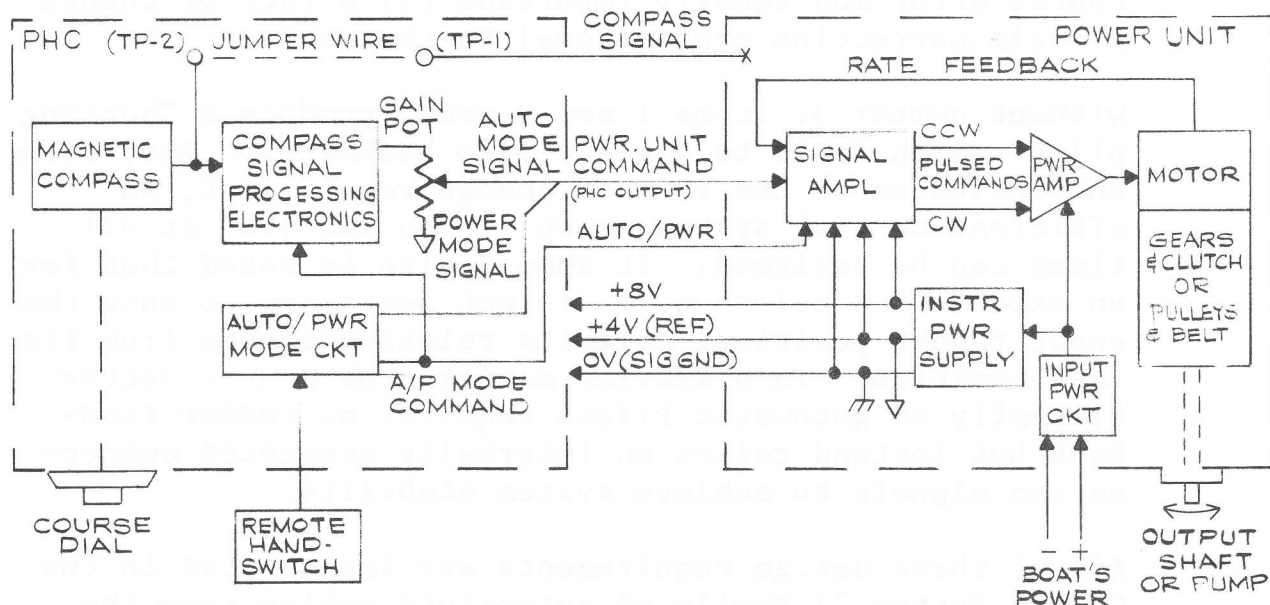 PHC (TP-2) JUMPER WIRE (TP-1)
COMPASS
SIGNAL
POWER UNIT
RATE FEEDBACK
MAGNETIC
COMPASS
COMPASS
SIGNAL
PROCESSING
ELECTRONICS
GAIN
POT
AUTO
MODE
SIGNAL
PWR. UNIT
COMMAND
(PHC OUTPUT)
POWER
MODE
SIGNAL
SIGNAL
AMPL
CCW
PULSED
COMMANDS
CW
PWR
AMP
MOTOR
GEARS
& CLUTCH
OR
PULLEYS
& BELT
AUTO/PWR
AUTO/PWR
MODE CKT
A/P MODE
COMMAND
+8V
+4V (REF)
0V (SIG GND)
INSTR
PWR
SUPPLY
INPUT
PWR
CKT
COURSE
DIAL
REMOTE
HAND-
SWITCH
- +
BOAT'S
POWER
OUTPUT
SHAFT
OR PUMP